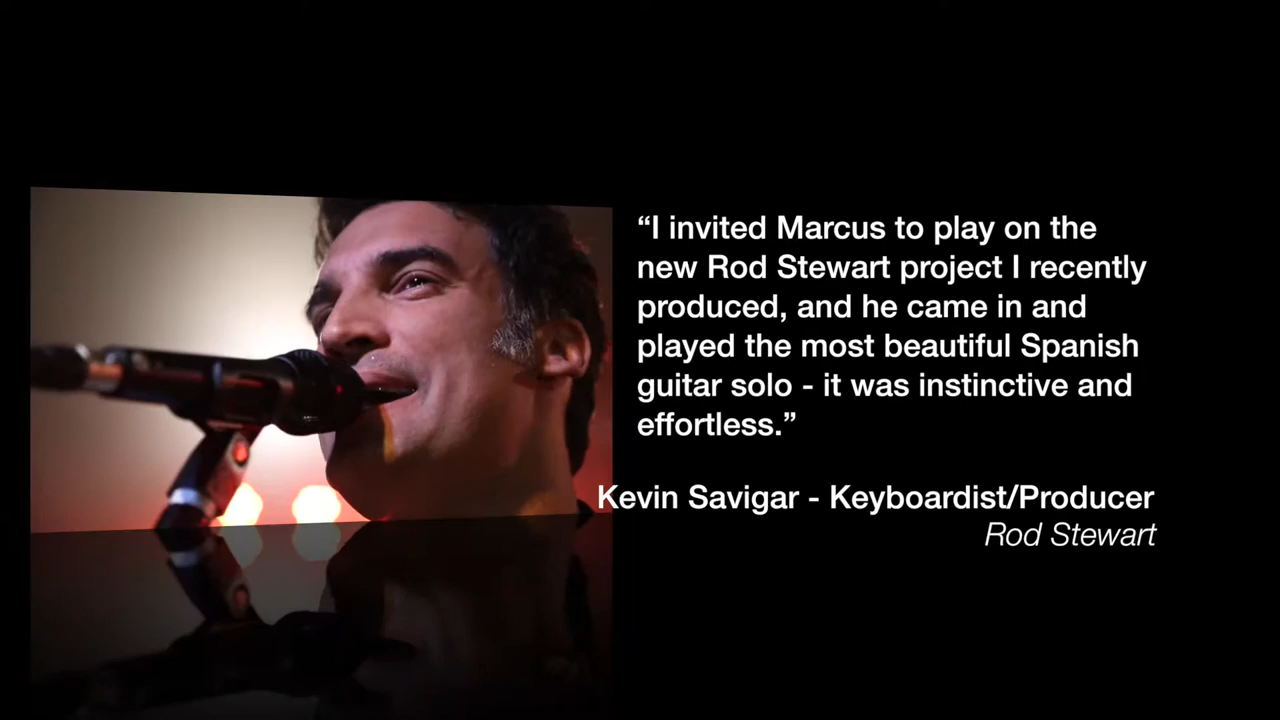 “I invited Marcus to play on the
new Rod Stewart project I recently
produced, and he came in and
played the most beautiful Spanish
guitar solo - it was instinctive and
effortless.”
Kevin Savigar - Keyboardist/Producer
Rod Stewart